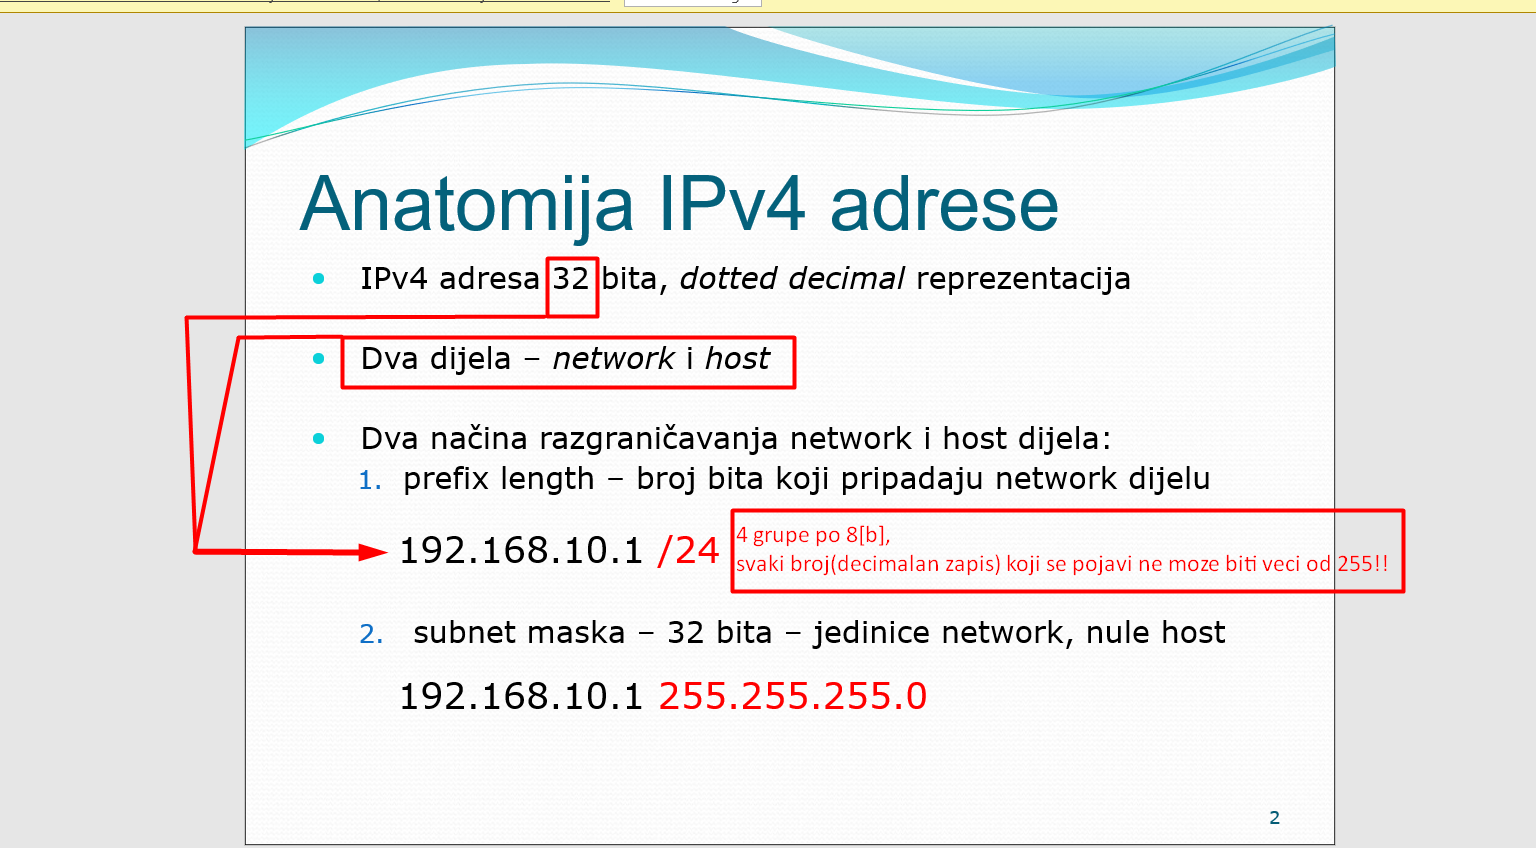 Anatomija IPv4 adrese
IPv4 adresa 32 bita, dotted decimal reprezentacija
Dva dijela – network i host
Dva načina razgraničavanja network i host dijela:
1. prefix length – broj bita koji pripadaju network dijelu
192.168.10.1 /24
4 grupe po 8[b],
svaki broj(decimalan zapis) koji se pojavi ne moze biti veci od 255!!
2. subnet maska – 32 bita – jedinice network, nule host
192.168.10.1 255.255.255.0
2